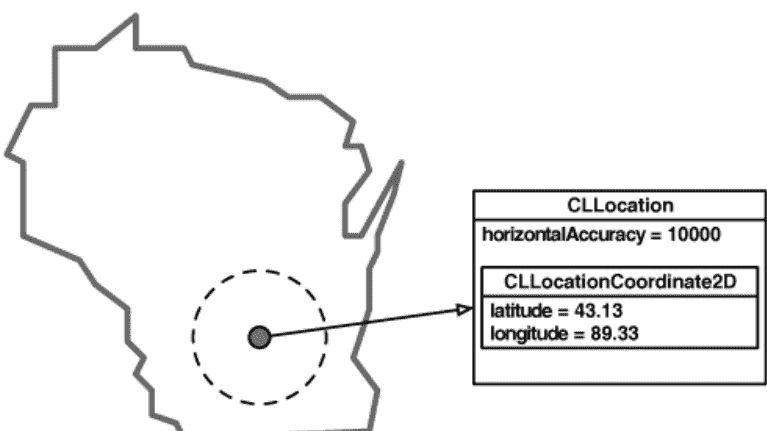 CLLocation
horizontalAccuracy = 10000
CLLocationCoordinate2D
latitude = 43.13
longitude = 89.33